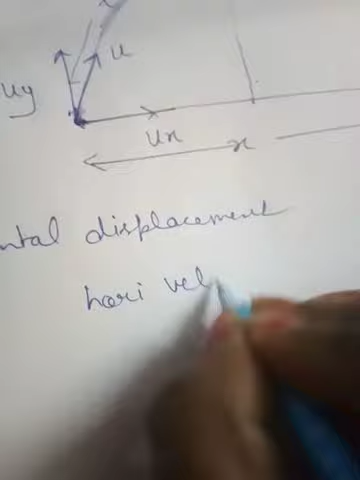 u
uy
ux
x
ntal displacement
hori vel